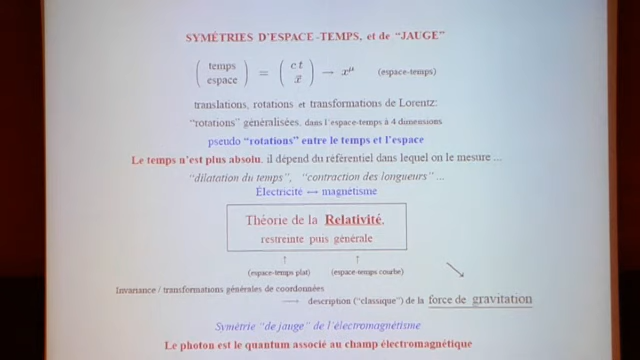 SYMÉTRIES D'ESPACE-TEMPS, et de "JAUGE"
( temps espace ) = ( ct x⃗ ) → x^μ (espace-temps)
translations, rotations et transformations de Lorentz:
"rotations" généralisées, dans l'espace-temps à 4 dimensions
pseudo "rotations" entre le temps et l'espace
Le temps n'est plus absolu, il dépend du référentiel dans lequel on le mesure ...
"dilatation du temps", "contraction des longueurs" ...
Électricité ↔ magnétisme
Théorie de la Relativité,
restreinte puis générale
↑ ↑
(espace-temps plat) (espace-temps courbe)
Invariance / transformations générales de coordonnées
→ description ("classique") de la force de gravitation
Symétrie "de jauge" de l'électromagnétisme
Le photon est le quantum associé au champ électromagnétique